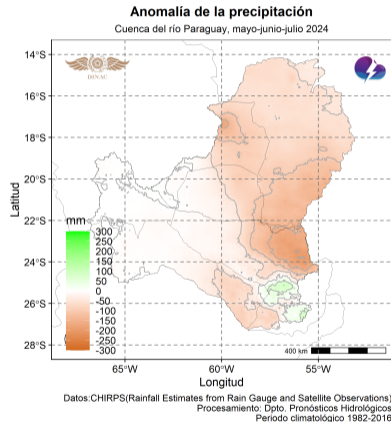 Anomalía de la precipitación
Cuenca del río Paraguay, mayo-junio-julio 2024
14°S
16°S
18°S
20°S
22°S
24°S
26°S
28°S
Latitud
DINAC
mm
300
250
200
150
100
50
0
-50
-100
-150
-200
-250
-300
400 km
65°W
60°W
55°W
Longitud
Datos:CHIRPS(Rainfall Estimates from Rain Gauge and Satellite Observations)
Procesamiento: Dpto. Pronósticos Hidrológicos
Periodo climatológico 1982-2016